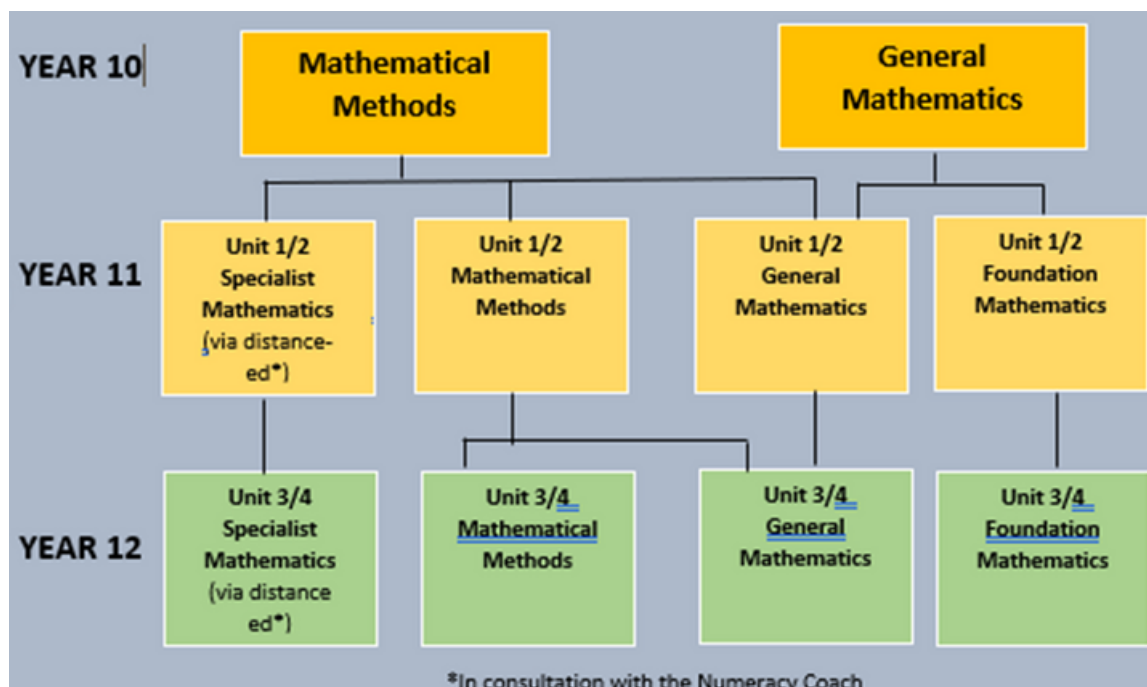 YEAR 10
Mathematical
Methods
General
Mathematics
YEAR 11
Unit 1/2
Specialist
Mathematics
(via distance-
ed*)
Unit 1/2
Mathematical
Methods
Unit 1/2
General
Mathematics
Unit 1/2
Foundation
Mathematics
YEAR 12
Unit 3/4
Specialist
Mathematics
(via distance
ed*)
Unit 3/4
Mathematical
Methods
Unit 3/4
General
Mathematics
Unit 3/4
Foundation
Mathematics
*In consultation with the Numeracy Coach